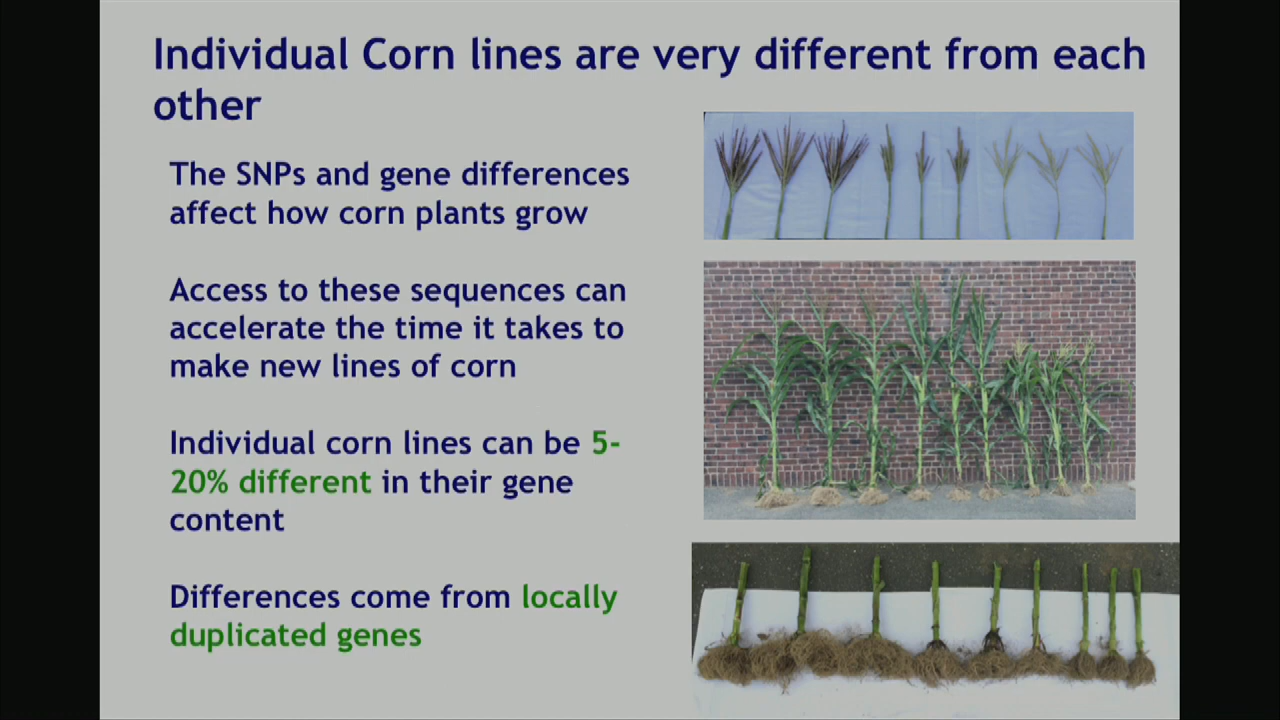 Individual Corn lines are very different from each
other
The SNPs and gene differences
affect how corn plants grow
Access to these sequences can
accelerate the time it takes to
make new lines of corn
Individual corn lines can be 5-
20% different in their gene
content
Differences come from locally
duplicated genes